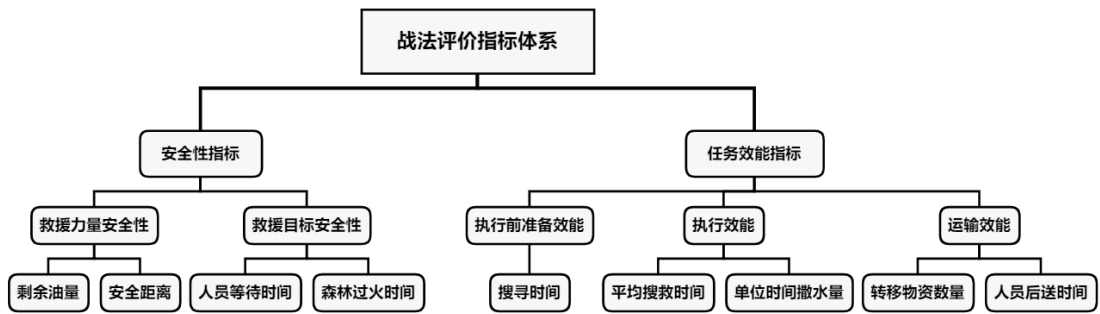 战法评价指标体系
安全性指标
任务效能指标
救援力量安全性
救援目标安全性
执行前准备效能
执行效能
运输效能
剩余油量
安全距离
人员等待时间
森林过火时间
搜寻时间
平均搜救时间
单位时间撒水量
转移物资数量
人员后送时间